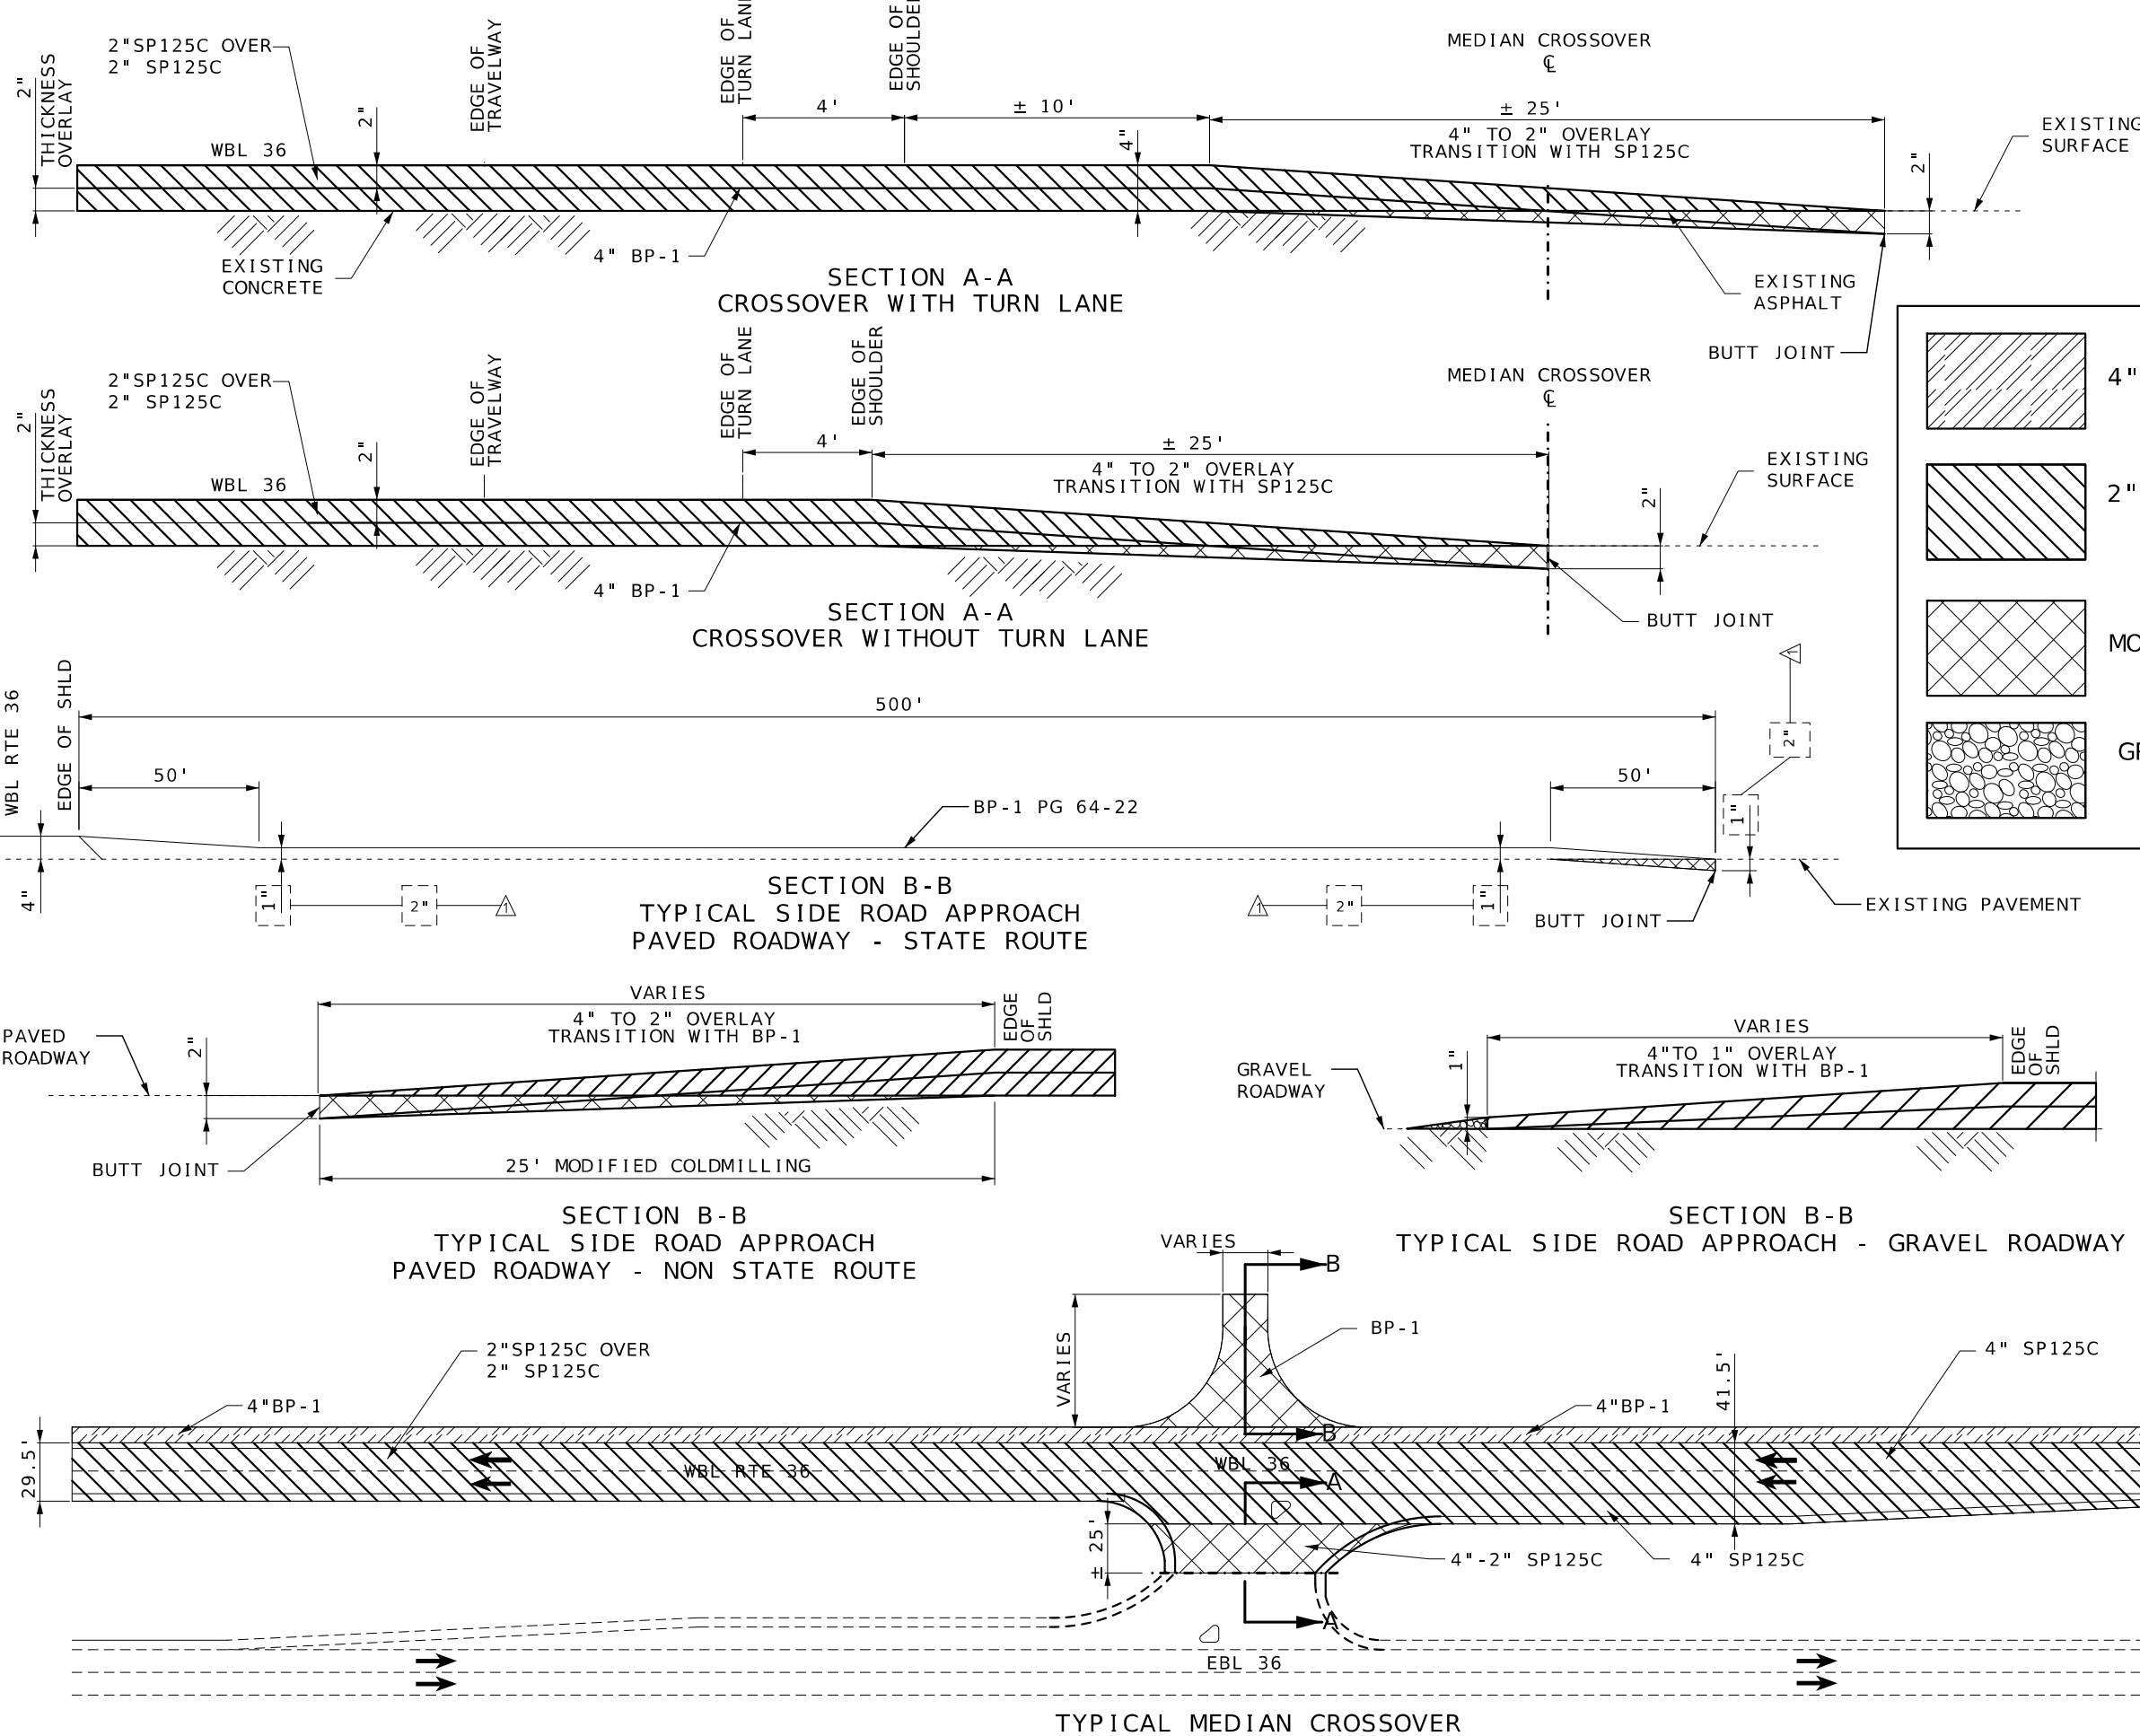 2"
THICKNESS
OVERLAY
2"SP125C OVER
2" SP125C
WBL 36
2"
EDGE OF
TRAVELWAY
EDGE OF
TURN LANE
4'
EDGE OF
SHOULDER
± 10'
4"
MEDIAN CROSSOVER
℄
± 25'
4" TO 2" OVERLAY
TRANSITION WITH SP125C
2"
EXISTING
SURFACE
EXISTING
CONCRETE
4" BP-1
EXISTING
ASPHALT
BUTT JOINT
SECTION A-A
CROSSOVER WITH TURN LANE
2"
THICKNESS
OVERLAY
2"SP125C OVER
2" SP125C
WBL 36
2"
EDGE OF
TRAVELWAY
EDGE OF
TURN LANE
4'
EDGE OF
SHOULDER
± 25'
4" TO 2" OVERLAY
TRANSITION WITH SP125C
MEDIAN CROSSOVER
℄
2"
EXISTING
SURFACE
4" BP-1
BUTT JOINT
SECTION A-A
CROSSOVER WITHOUT TURN LANE
4"
2"
WBL RTE 36
EDGE OF SHLD
500'
50'
BP-1 PG 64-22
50'
1
2"
1"
4"
1"
2"
1
1
2"
1"
BUTT JOINT
EXISTING PAVEMENT
SECTION B-B
TYPICAL SIDE ROAD APPROACH
PAVED ROADWAY - STATE ROUTE
PAVED
ROADWAY
2"
VARIES
4" TO 2" OVERLAY
TRANSITION WITH BP-1
EDGE
OF
SHLD
BUTT JOINT
25' MODIFIED COLDMILLING
SECTION B-B
TYPICAL SIDE ROAD APPROACH
PAVED ROADWAY - NON STATE ROUTE
GRAVEL
ROADWAY
1"
VARIES
4"TO 1" OVERLAY
TRANSITION WITH BP-1
EDGE
OF
SHLD
SECTION B-B
TYPICAL SIDE ROAD APPROACH - GRAVEL ROADWAY
VARIES
B
VARIES
BP-1
2"SP125C OVER
2" SP125C
4"BP-1
4"BP-1
41.5'
4" SP125C
B
29.5'
WBL RTE 36
WBL 36
A
± 25'
4"-2" SP125C
4" SP125C
A
EBL 36
TYPICAL MEDIAN CROSSOVER